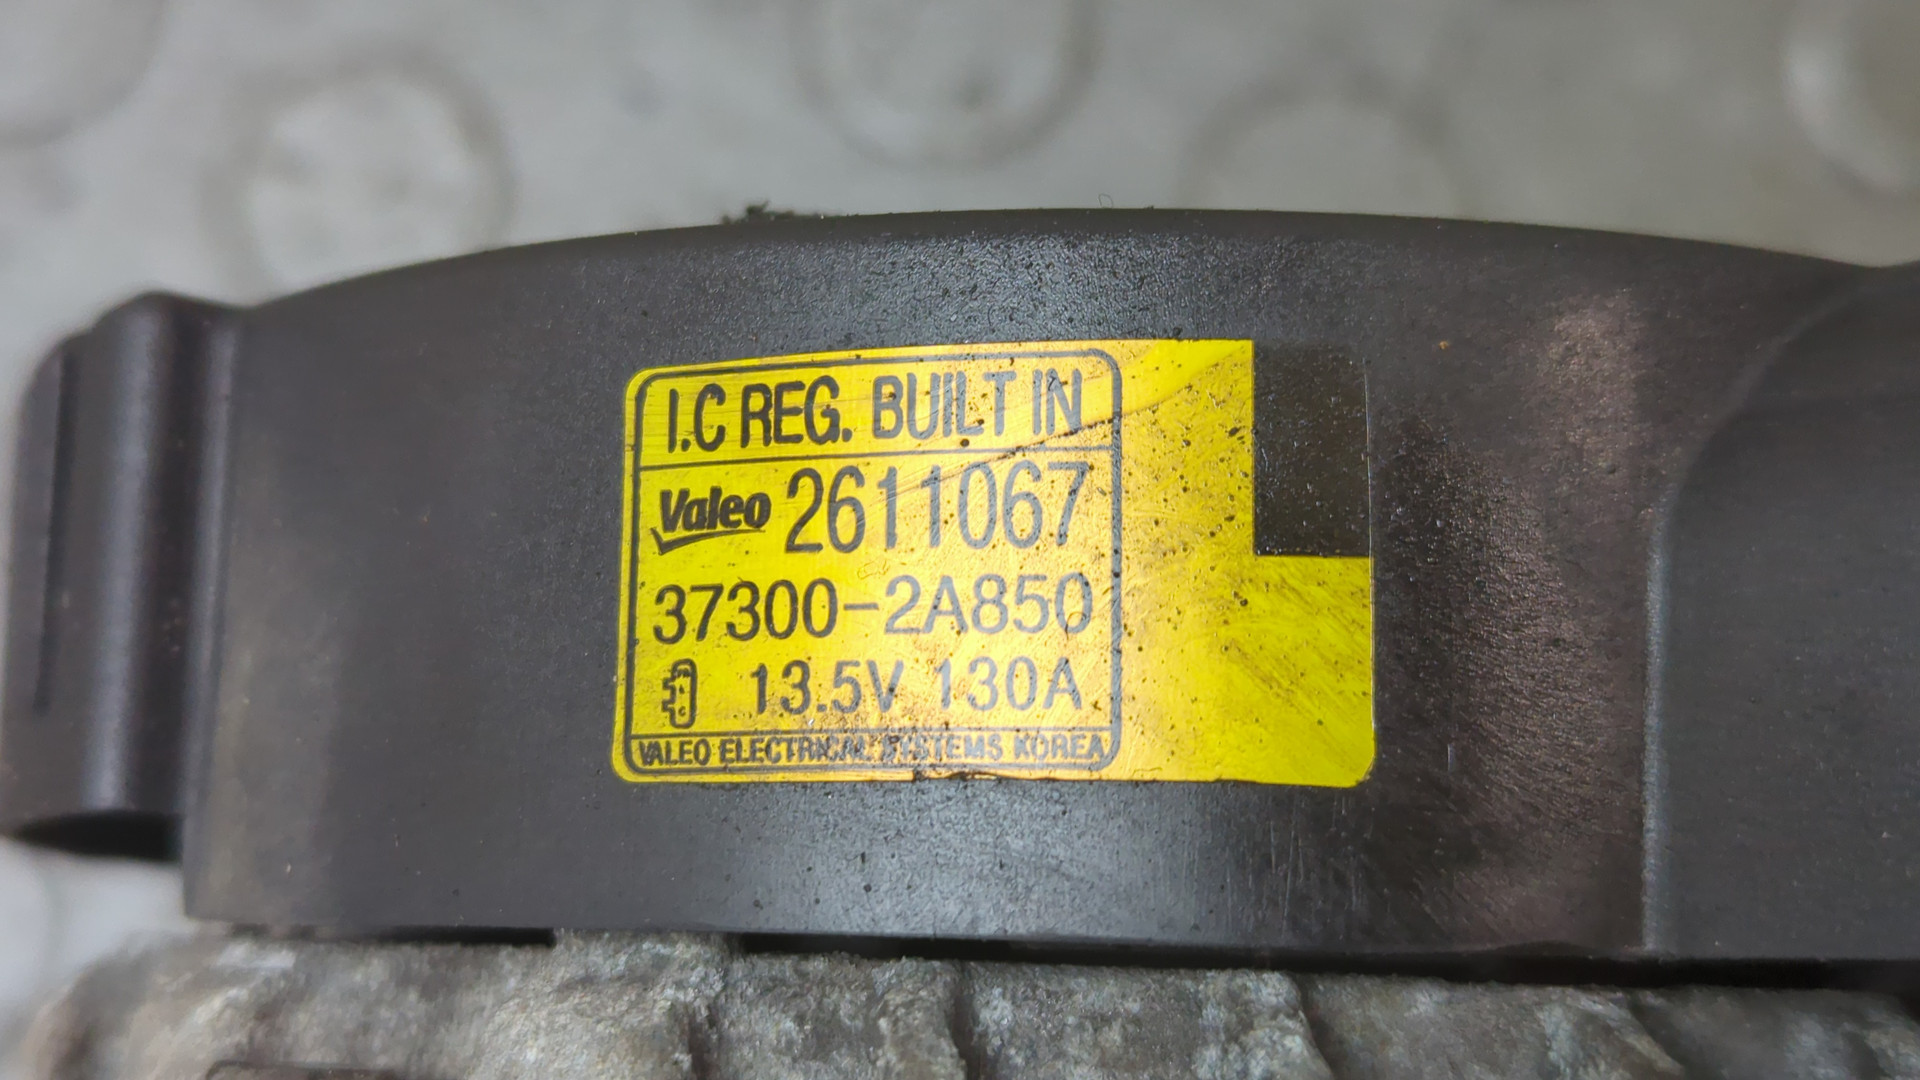 I.C REG. BUILT IN
Valeo 2611067
37300-2A850
13.5V 130A
VALEO ELECTRICAL SYSTEMS KOREA